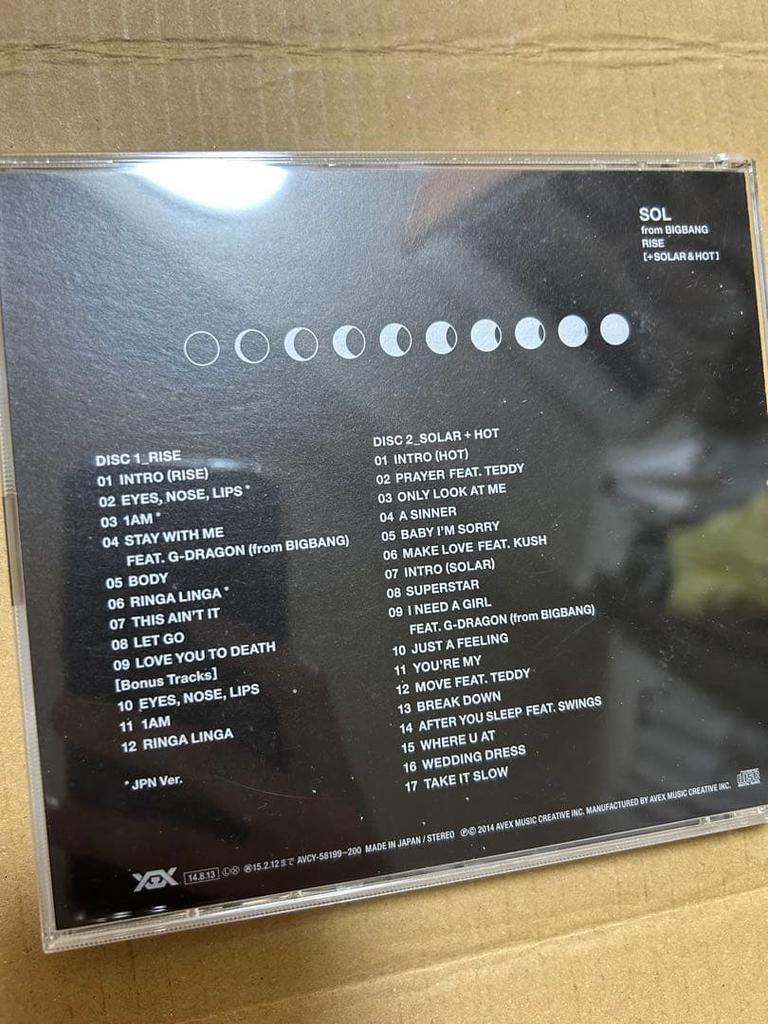 SOL
from BIGBANG
RISE
[+SOLAR & HOT]
DISC 1_RISE
01 INTRO (RISE)
02 EYES, NOSE, LIPS *
03 1AM *
04 STAY WITH ME
FEAT. G-DRAGON (from BIGBANG)
05 BODY
06 RINGA LINGA *
07 THIS AIN'T IT
08 LET GO
09 LOVE YOU TO DEATH
[Bonus Tracks]
10 EYES, NOSE, LIPS
11 1AM
12 RINGA LINGA
* JPN Ver.
DISC 2_SOLAR + HOT
01 INTRO (HOT)
02 PRAYER FEAT. TEDDY
03 ONLY LOOK AT ME
04 A SINNER
05 BABY I'M SORRY
06 MAKE LOVE FEAT. KUSH
07 INTRO (SOLAR)
08 SUPERSTAR
09 I NEED A GIRL
FEAT. G-DRAGON (from BIGBANG)
10 JUST A FEELING
11 YOU'RE MY
12 MOVE FEAT. TEDDY
13 BREAK DOWN
14 AFTER YOU SLEEP FEAT. SWINGS
15 WHERE U AT
16 WEDDING DRESS
17 TAKE IT SLOW
YGEX 14.8.13 Ⓛⓧ 15.2.12まで AVCY-58199~200 MADE IN JAPAN / STEREO ℗© 2014 AVEX MUSIC CREATIVE INC. MANUFACTURED BY AVEX MUSIC CREATIVE INC.